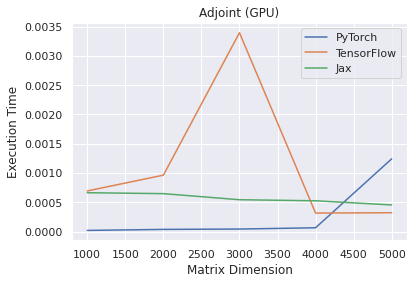 Adjoint (GPU)
PyTorch
TensorFlow
Jax
Execution Time
0.0035
0.0030
0.0025
0.0020
0.0015
0.0010
0.0005
0.0000
1000 1500 2000 2500 3000 3500 4000 4500 5000
Matrix Dimension